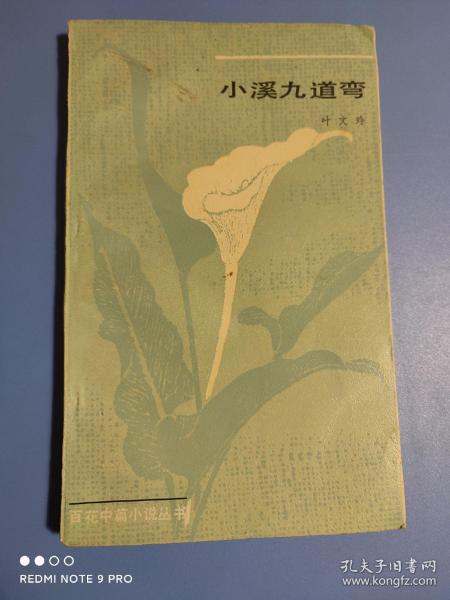 小溪九道弯
叶文玲
百花中篇小说丛书
REDMI NOTE 9 PRO
孔夫子旧书网
www.kongfz.com